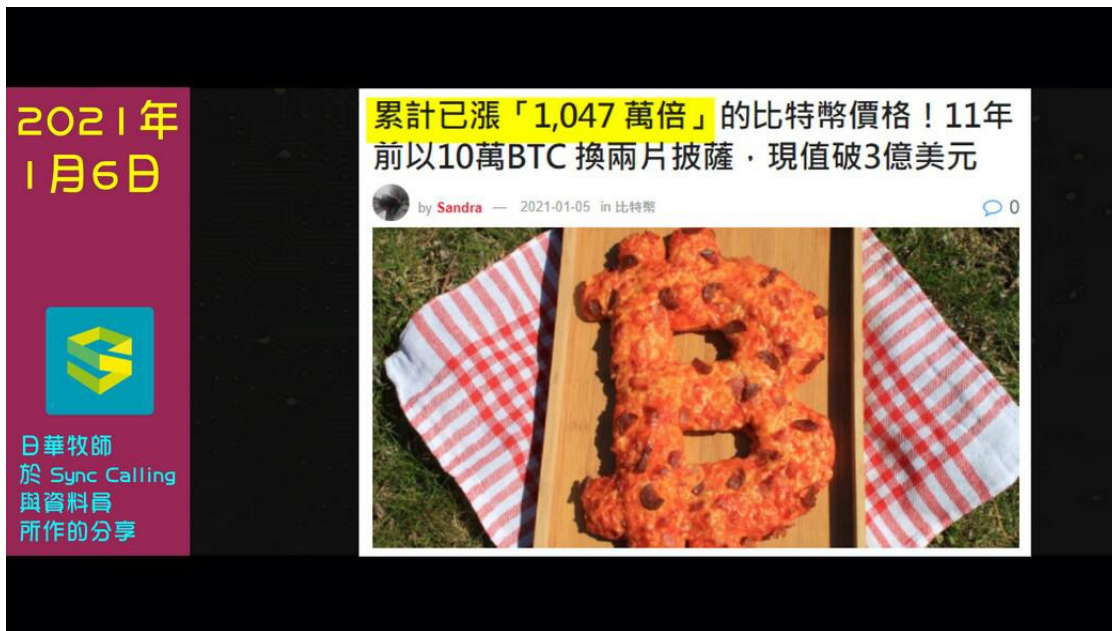 2021年
1月6日
日華牧師
於 Sync Calling
與資料員
所作的分享
累計已漲「1,047 萬倍」的比特幣價格！11年
前以10萬BTC 換兩片披薩，現值破3億美元
by Sandra — 2021-01-05 in 比特幣
0